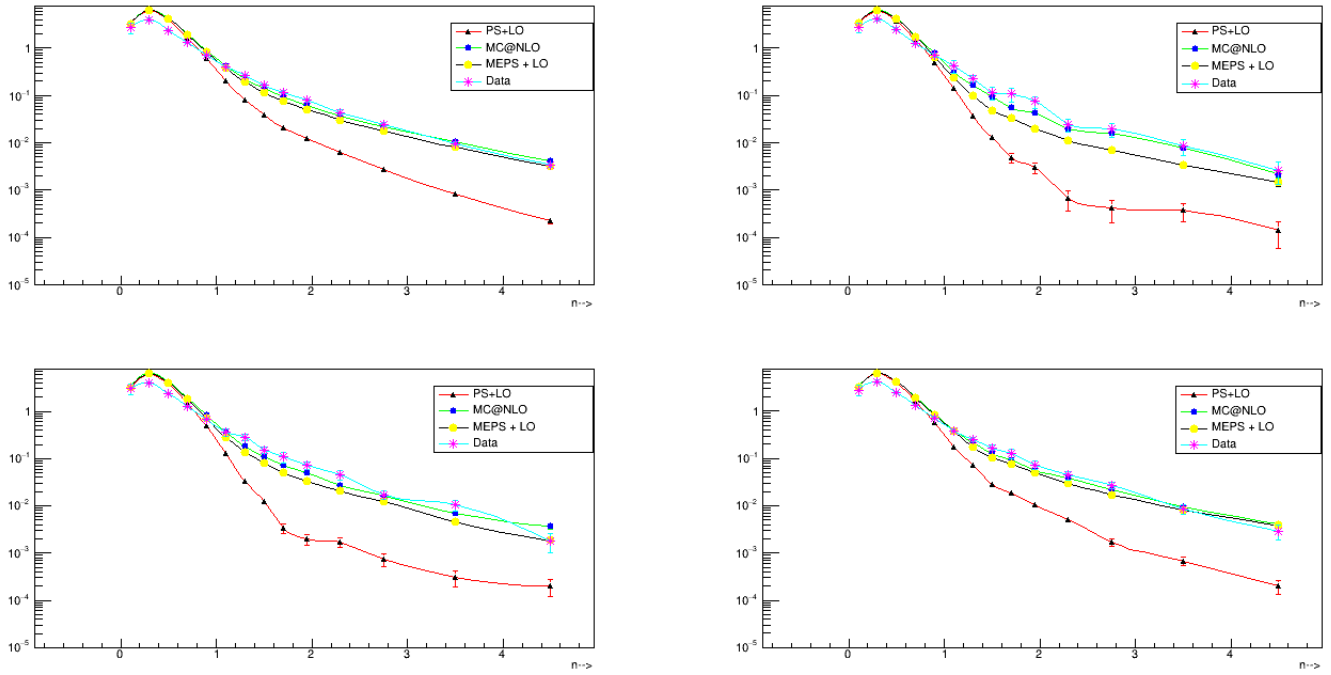 1
10⁻¹
10⁻²
10⁻³
10⁻⁴
10⁻⁵
0
1
2
3
4
n-->
PS+LO
MC@NLO
MEPS + LO
Data
1
10⁻¹
10⁻²
10⁻³
10⁻⁴
10⁻⁵
0
1
2
3
4
n-->
PS+LO
MC@NLO
MEPS + LO
Data
1
10⁻¹
10⁻²
10⁻³
10⁻⁴
10⁻⁵
0
1
2
3
4
n-->
PS+LO
MC@NLO
MEPS + LO
Data
1
10⁻¹
10⁻²
10⁻³
10⁻⁴
10⁻⁵
0
1
2
3
4
n-->
PS+LO
MC@NLO
MEPS + LO
Data